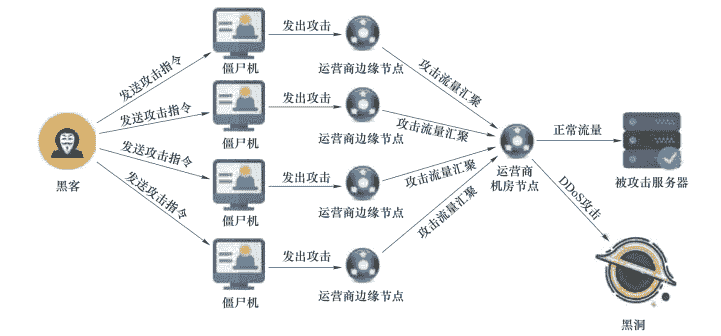 发送攻击指令
僵尸机
发出攻击
运营商边缘节点
攻击流量汇聚
发送攻击指令
僵尸机
发出攻击
运营商边缘节点
攻击流量汇聚
黑客
发送攻击指令
僵尸机
发出攻击
运营商边缘节点
攻击流量汇聚
发送攻击指令
僵尸机
发出攻击
运营商边缘节点
攻击流量汇聚
运营商
机房节点
正常流量
被攻击服务器
DDoS攻击
黑洞